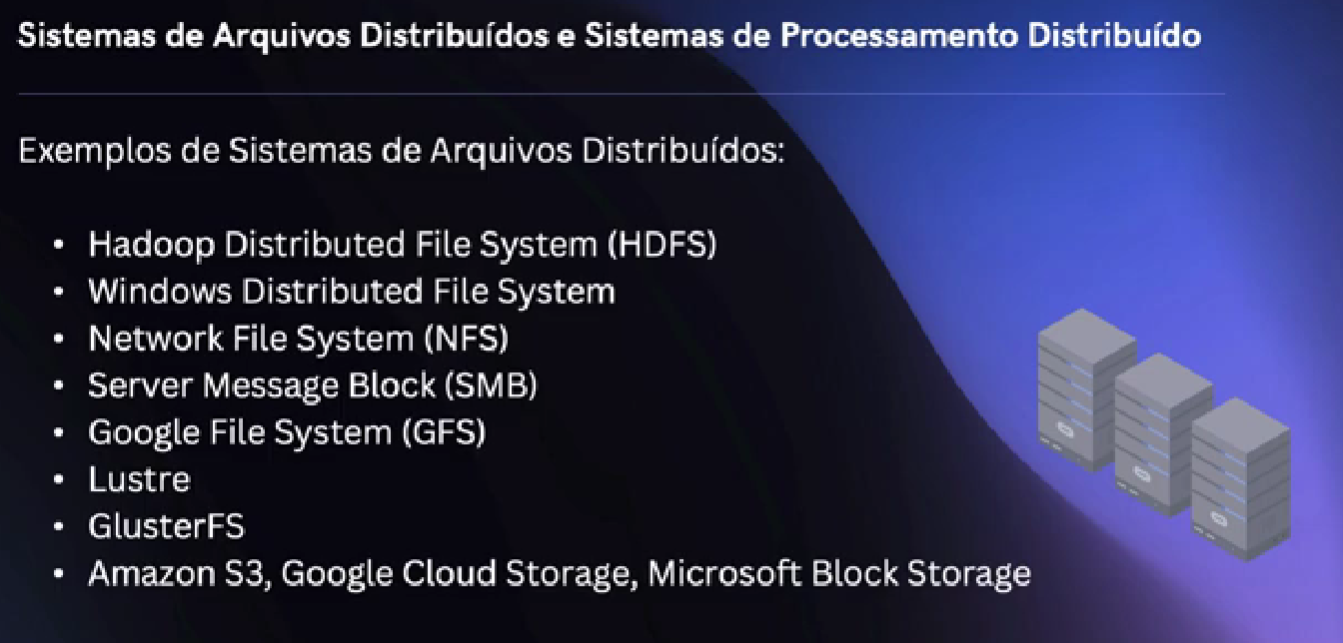 Sistemas de Arquivos Distribuídos e Sistemas de Processamento Distribuído
Exemplos de Sistemas de Arquivos Distribuídos:
• Hadoop Distributed File System (HDFS)
• Windows Distributed File System
• Network File System (NFS)
• Server Message Block (SMB)
• Google File System (GFS)
• Lustre
• GlusterFS
• Amazon S3, Google Cloud Storage, Microsoft Block Storage